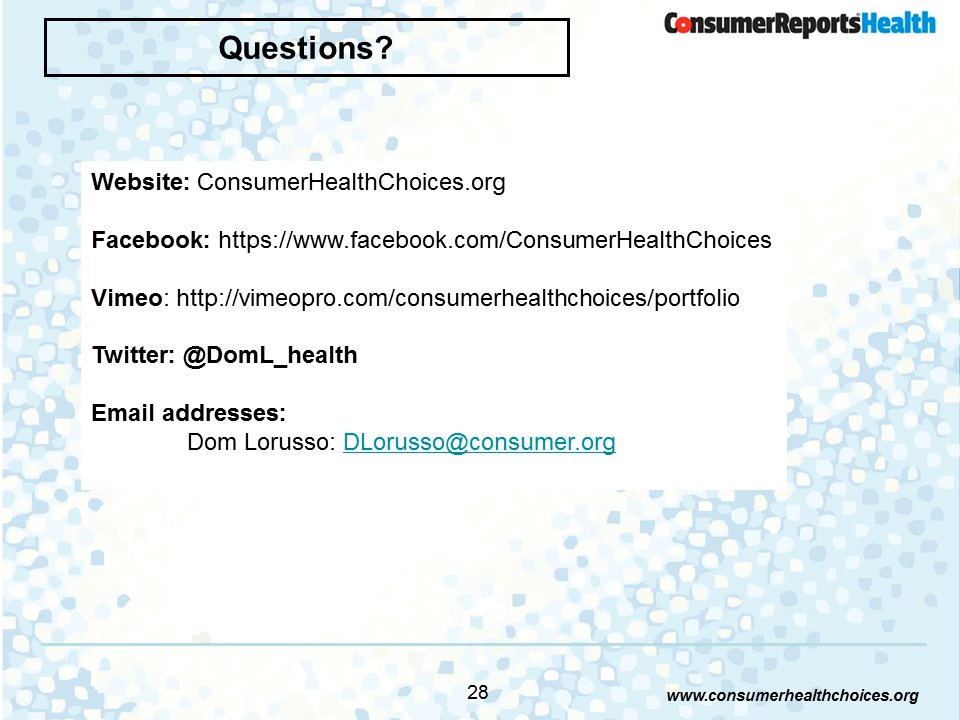 Questions?
ConsumerReportsHealth
Website: ConsumerHealthChoices.org
Facebook: https://www.facebook.com/ConsumerHealthChoices
Vimeo: http://vimeopro.com/consumerhealthchoices/portfolio
Twitter: @DomL_health
Email addresses:
Dom Lorusso: DLorusso@consumer.org
28
www.consumerhealthchoices.org